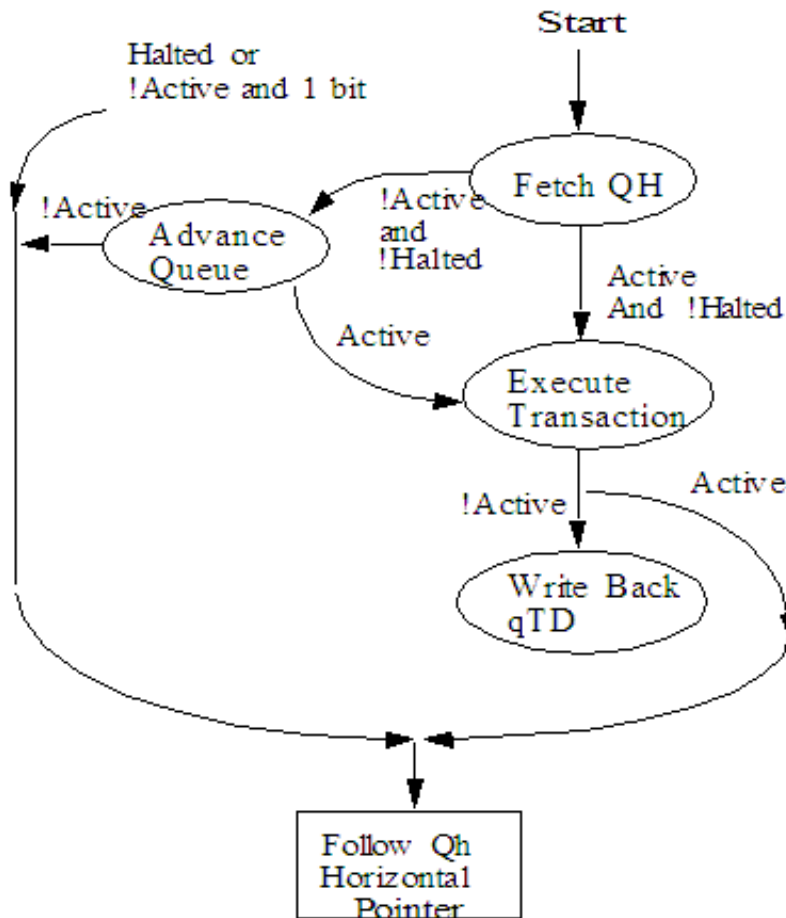 Start
Halted or
!Active and 1 bit
Fetch QH
!Active
and
!Halted
!Active
Advance
Queue
Active
And !Halted
Active
Execute
Transaction
!Active
Active
Write Back
qTD
Follow Qh
Horizontal
Pointer